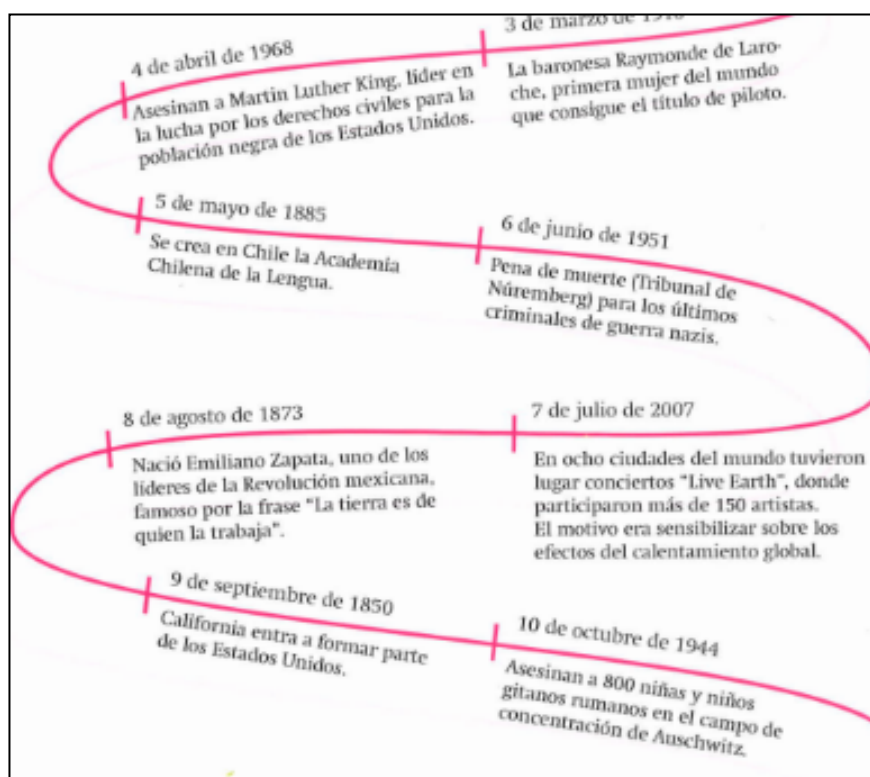 3 de marzo de
La baronesa Raymonde de Laro-
che, primera mujer del mundo
que consigue el título de piloto.
4 de abril de 1968
Asesinan a Martin Luther King, líder en
la lucha por los derechos civiles para la
población negra de los Estados Unidos.
5 de mayo de 1885
Se crea en Chile la Academia
Chilena de la Lengua.
6 de junio de 1951
Pena de muerte (Tribunal de
Núremberg) para los últimos
criminales de guerra nazis.
7 de julio de 2007
En ocho ciudades del mundo tuvieron
lugar conciertos "Live Earth", donde
participaron más de 150 artistas.
El motivo era sensibilizar sobre los
efectos del calentamiento global.
8 de agosto de 1873
Nació Emiliano Zapata, uno de los
líderes de la Revolución mexicana,
famoso por la frase "La tierra es de
quien la trabaja".
9 de septiembre de 1850
California entra a formar parte
de los Estados Unidos.
10 de octubre de 1944
Asesinan a 800 niñas y niños
gitanos rumanos en el campo de
concentración de Auschwitz.